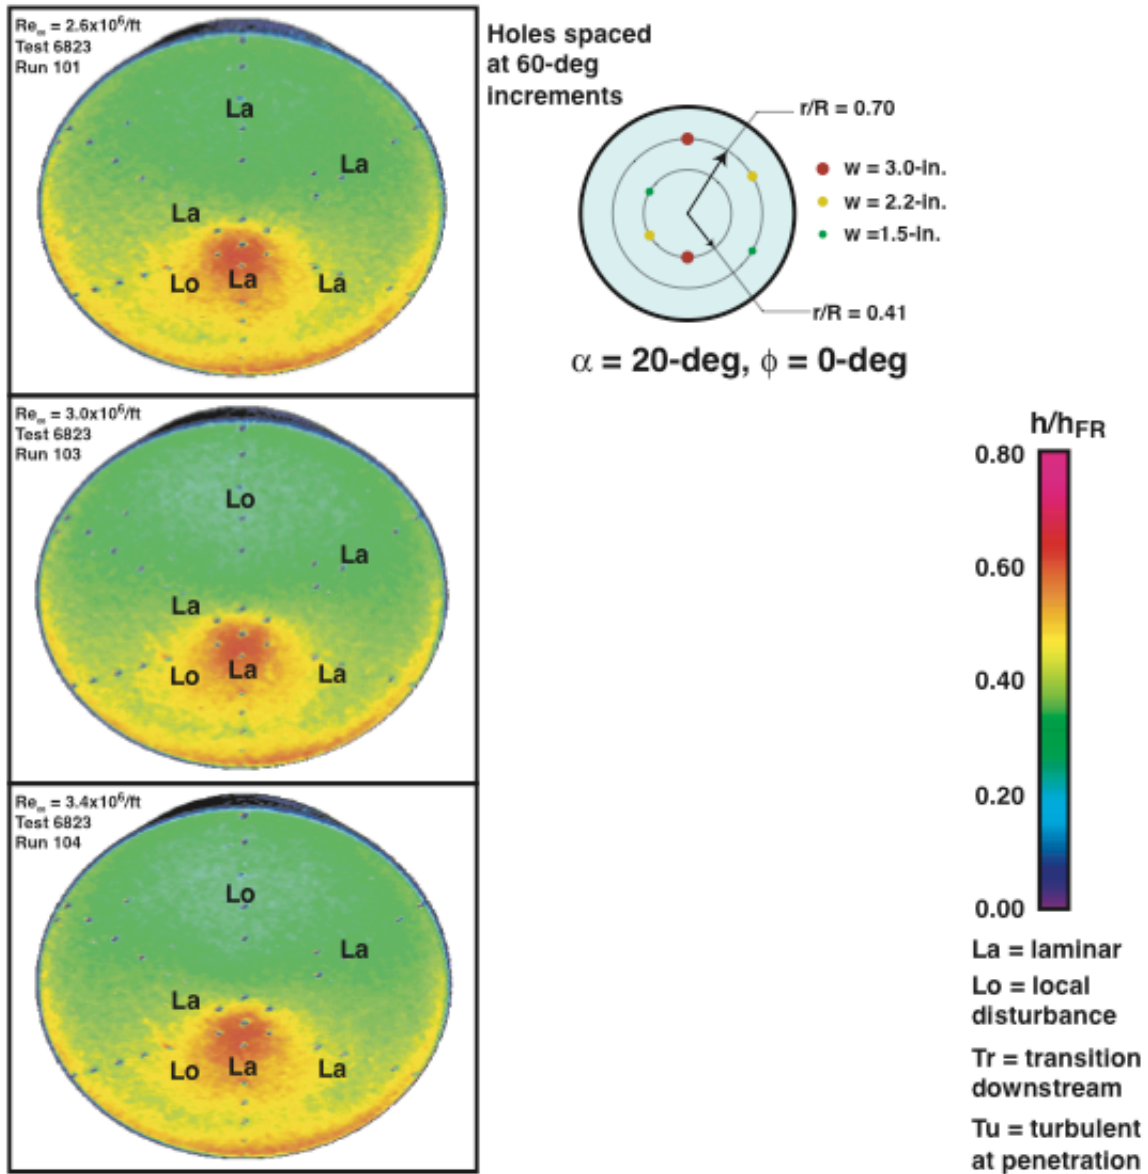 Re∞ = 2.6x10⁶/ft
Test 6823
Run 101
La
La
La
Lo
La
La
Holes spaced
at 60-deg
increments
r/R = 0.70
w = 3.0-in.
w = 2.2-in.
w =1.5-in.
r/R = 0.41
α = 20-deg, ϕ = 0-deg
Re∞ = 3.0x10⁶/ft
Test 6823
Run 103
Lo
La
La
Lo
La
La
Re∞ = 3.4x10⁶/ft
Test 6823
Run 104
Lo
La
La
Lo
La
La
h/hFR
0.80
0.60
0.40
0.20
0.00
La = laminar
Lo = local
disturbance
Tr = transition
downstream
Tu = turbulent
at penetration